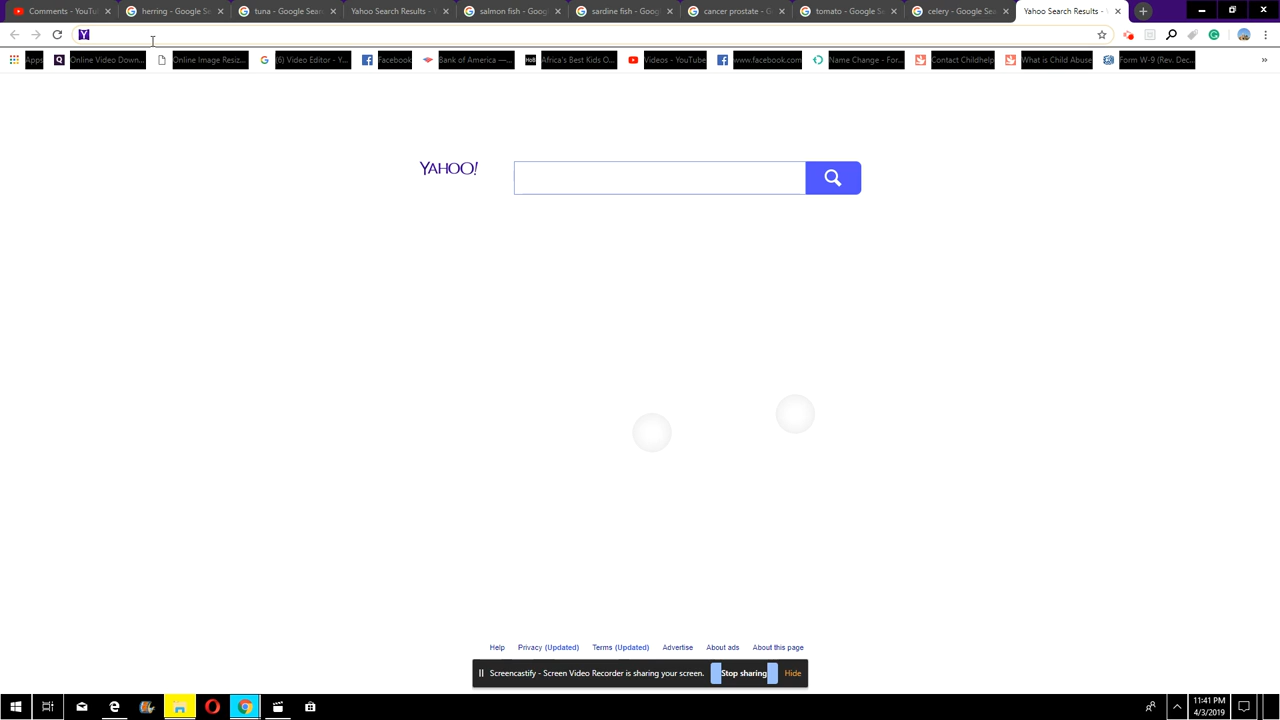 Comments - YouTu
herring - Google S
tuna - Google Sear
Yahoo Search Results - 
salmon fish - Goog
sardine fish - Goog
cancer prostate - G
tomato - Google S
celery - Google Sea
Yahoo Search Results -
Y
Apps
Online Video Down...
Online Image Resiz...
(6) Video Editor - Y...
Facebook
Bank of America —...
Africa's Best Kids O...
Videos - YouTube
www.facebook.com
Name Change - For...
Contact Childhelp
What is Child Abuse
Form W-9 (Rev. Dec...
»
YAHOO!
Help Privacy (Updated) Terms (Updated) Advertise About ads About this page
Screencastify - Screen Video Recorder is sharing your screen. Stop sharing Hide
11:41 PM
4/3/2019